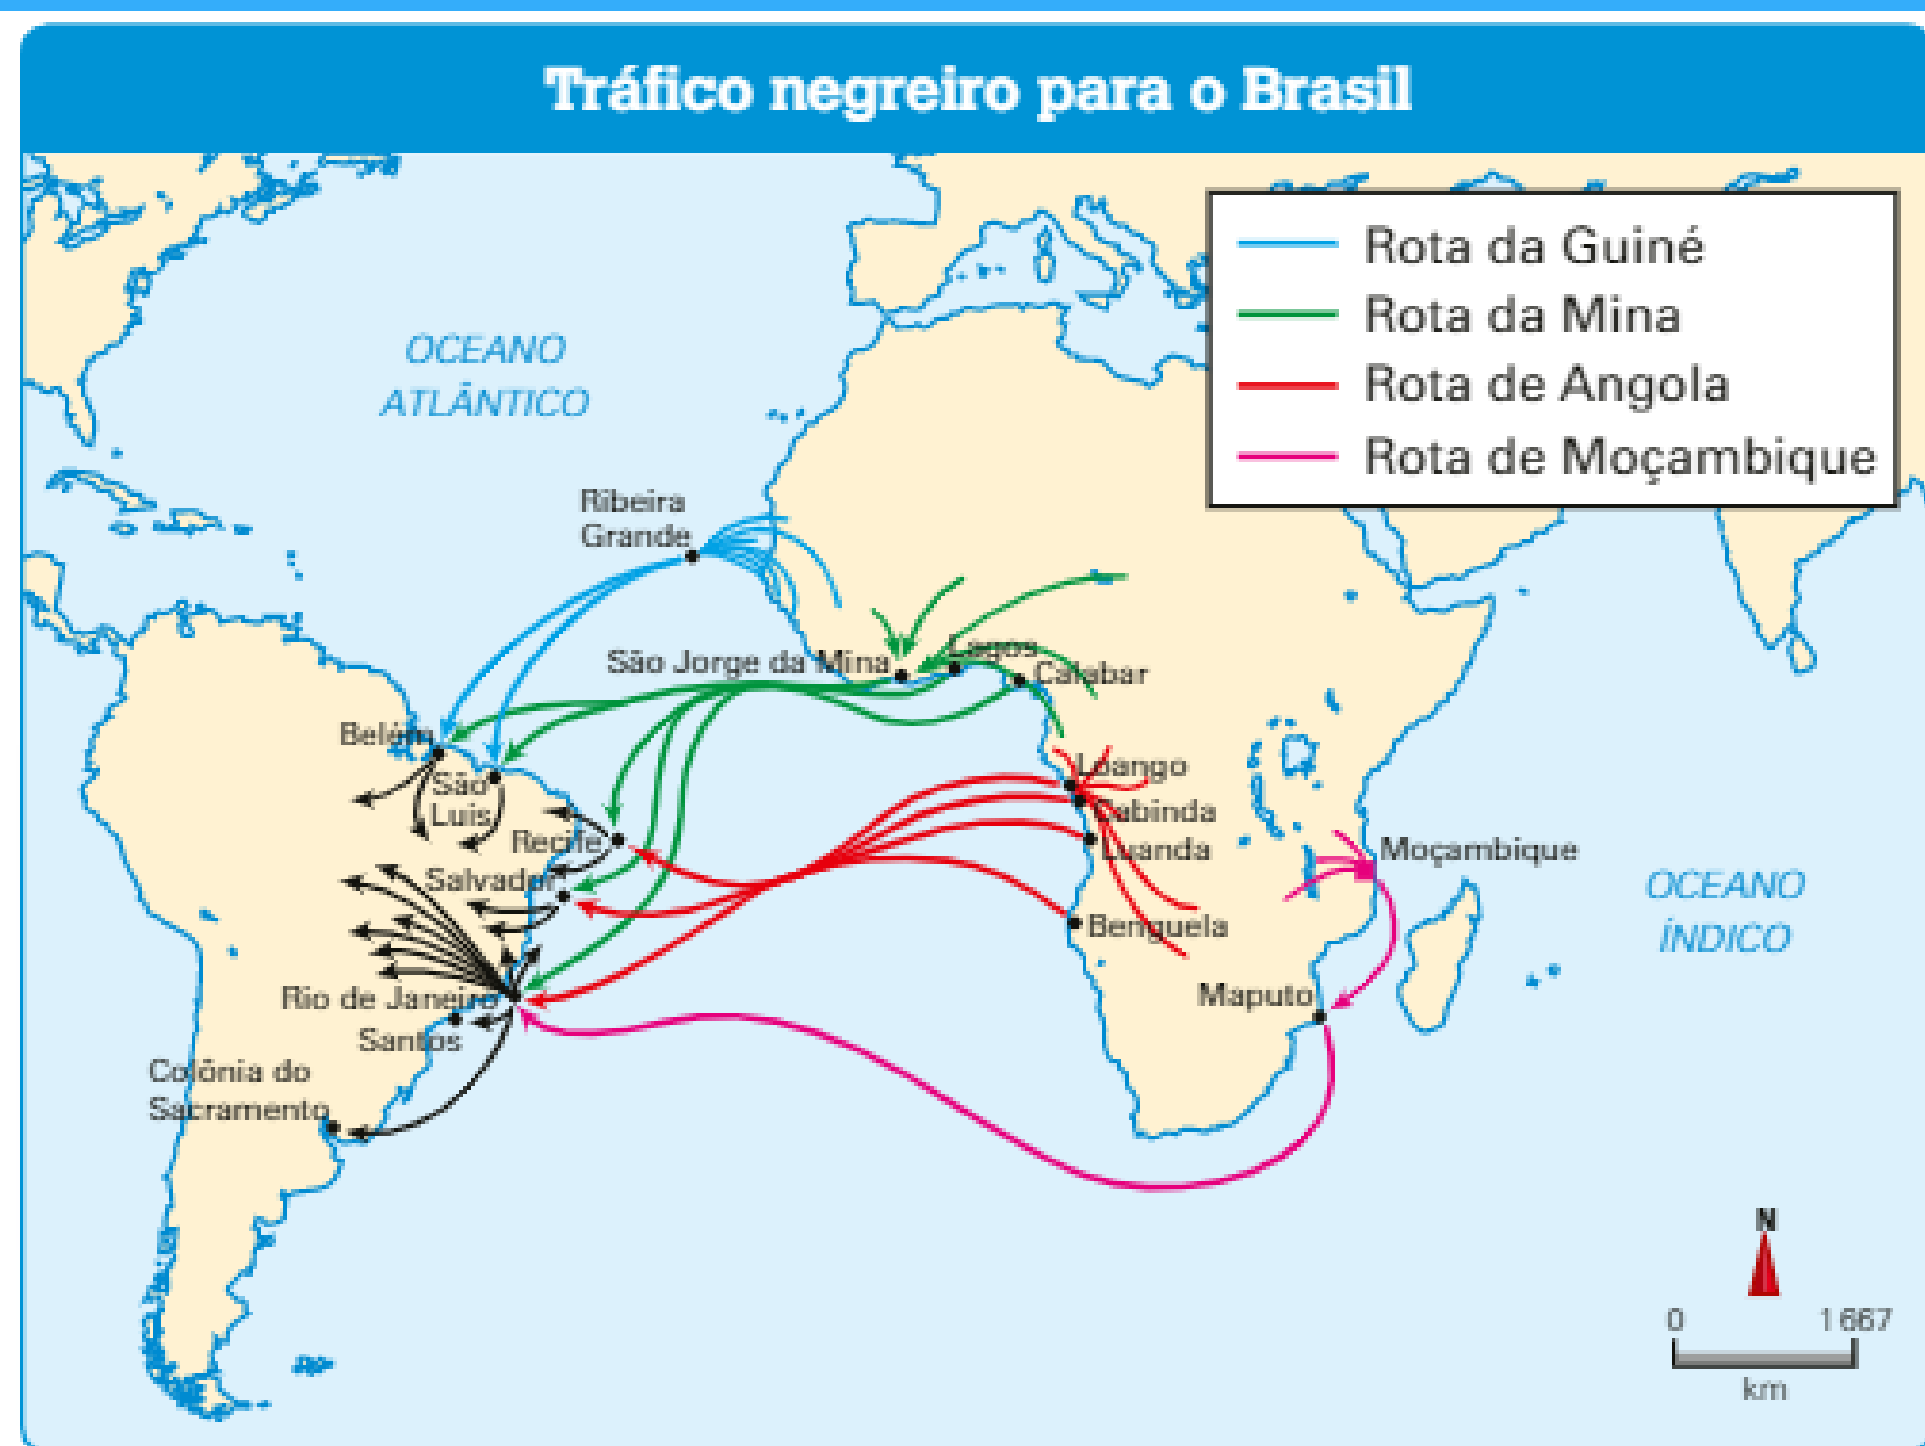 Tráfico negreiro para o Brasil
Rota da Guiné
Rota da Mina
Rota de Angola
Rota de Moçambique
OCEANO
ATLÂNTICO
Ribeira
Grande
São Jorge da Mina
Lagos
Calabar
Belém
São
Luis
Recife
Salvador
Loango
Cabinda
Luanda
Benguela
Moçambique
OCEANO
ÍNDICO
Maputo
Rio de Janeiro
Santos
Colônia do
Sacramento
N
0 1 667
km